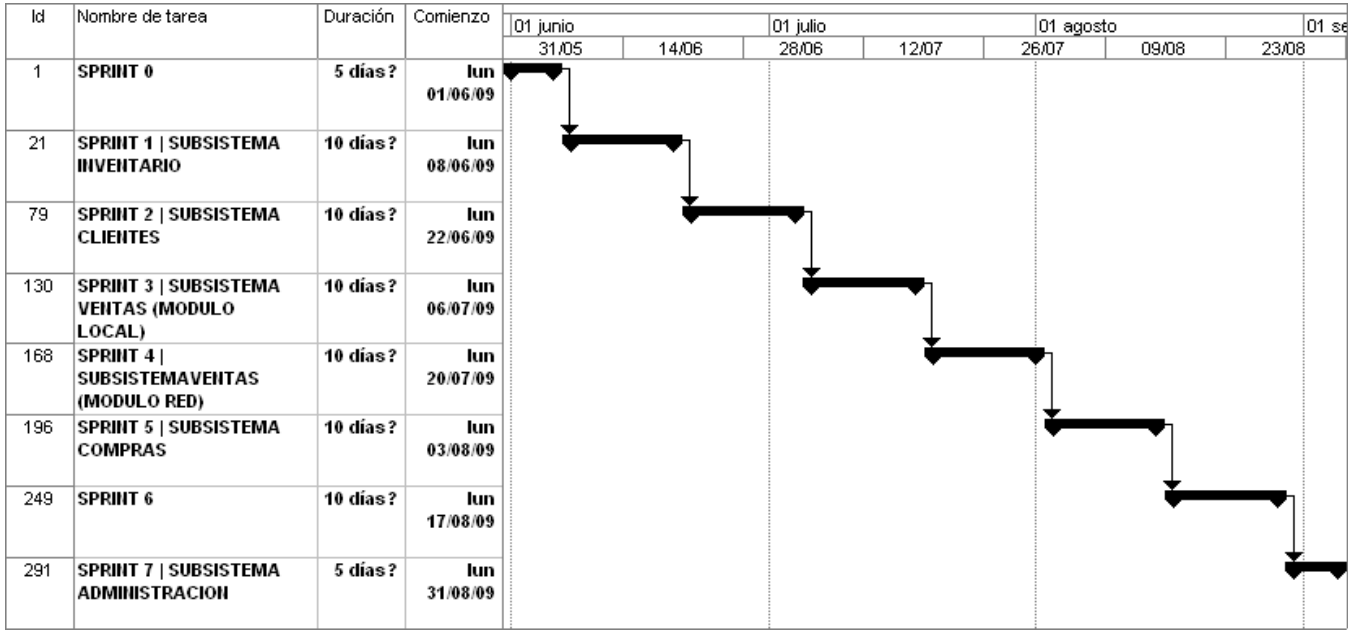 Id Nombre de tarea Duración Comienzo
01 junio 01 julio 01 agosto 01 se
31/05 14/06 28/06 12/07 26/07 09/08 23/08
1 SPRINT 0 5 días? lun
01/06/09
21 SPRINT 1 | SUBSISTEMA 10 días? lun
INVENTARIO 08/06/09
79 SPRINT 2 | SUBSISTEMA 10 días? lun
CLIENTES 22/06/09
130 SPRINT 3 | SUBSISTEMA 10 días? lun
VENTAS (MODULO 06/07/09
LOCAL)
168 SPRINT 4 | 10 días? lun
SUBSISTEMAVENTAS 20/07/09
(MODULO RED)
196 SPRINT 5 | SUBSISTEMA 10 días? lun
COMPRAS 03/08/09
249 SPRINT 6 10 días? lun
17/08/09
291 SPRINT 7 | SUBSISTEMA 5 días? lun
ADMINISTRACION 31/08/09